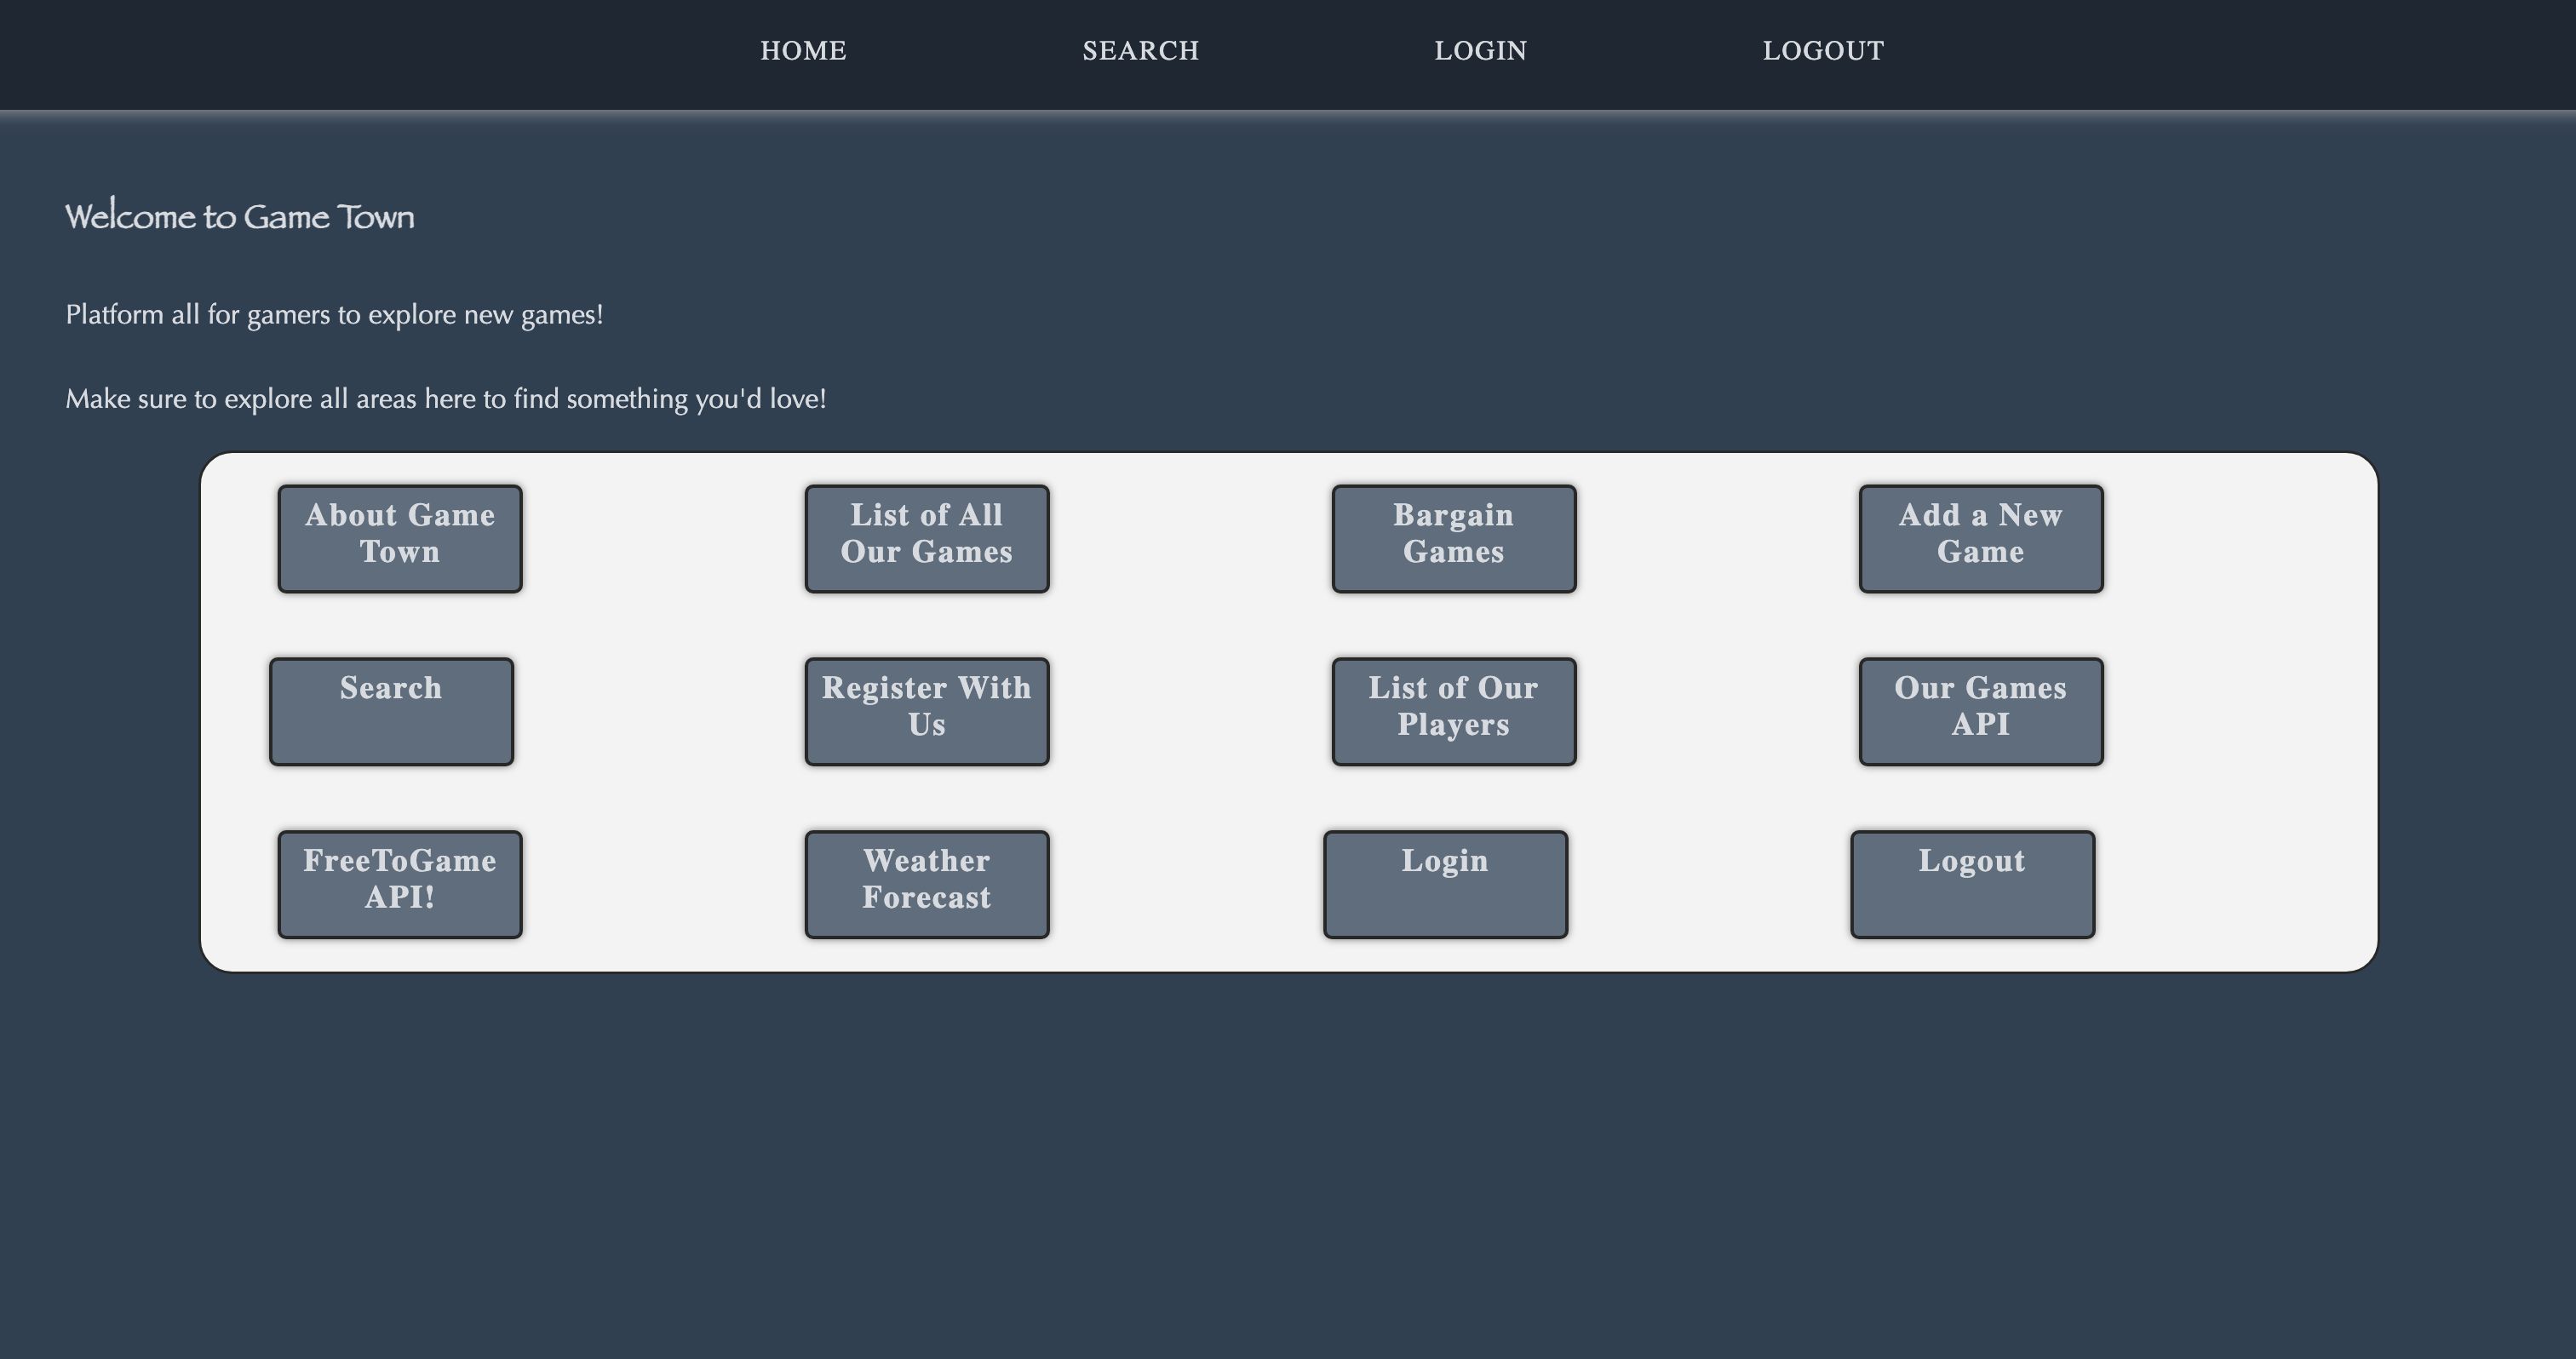 HOME SEARCH LOGIN LOGOUT
Welcome to Game Town
Platform all for gamers to explore new games!
Make sure to explore all areas here to find something you'd love!
About Game
Town
List of All
Our Games
Bargain
Games
Add a New
Game
Search
Register With
Us
List of Our
Players
Our Games
API
FreeToGame
API!
Weather
Forecast
Login
Logout